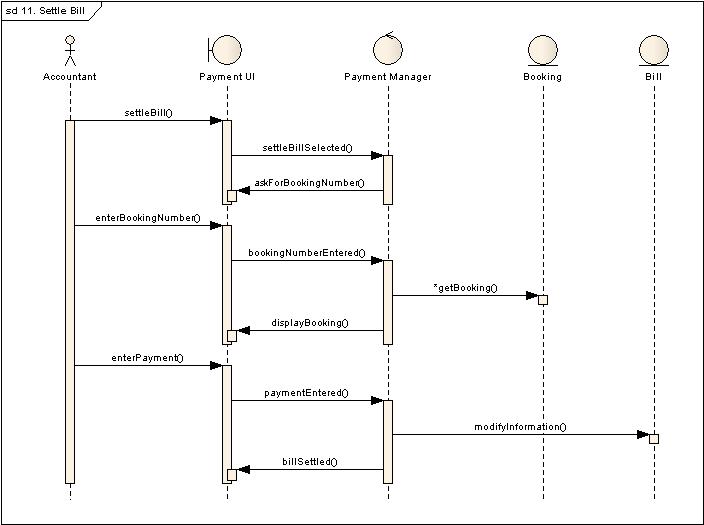 sd 11. Settle Bill
Accountant
Payment UI
Payment Manager
Booking
Bill
settleBill()
settleBillSelected()
askForBookingNumber()
enterBookingNumber()
bookingNumberEntered()
*getBooking()
displayBooking()
enterPayment()
paymentEntered()
modifyInformation()
billSettled()